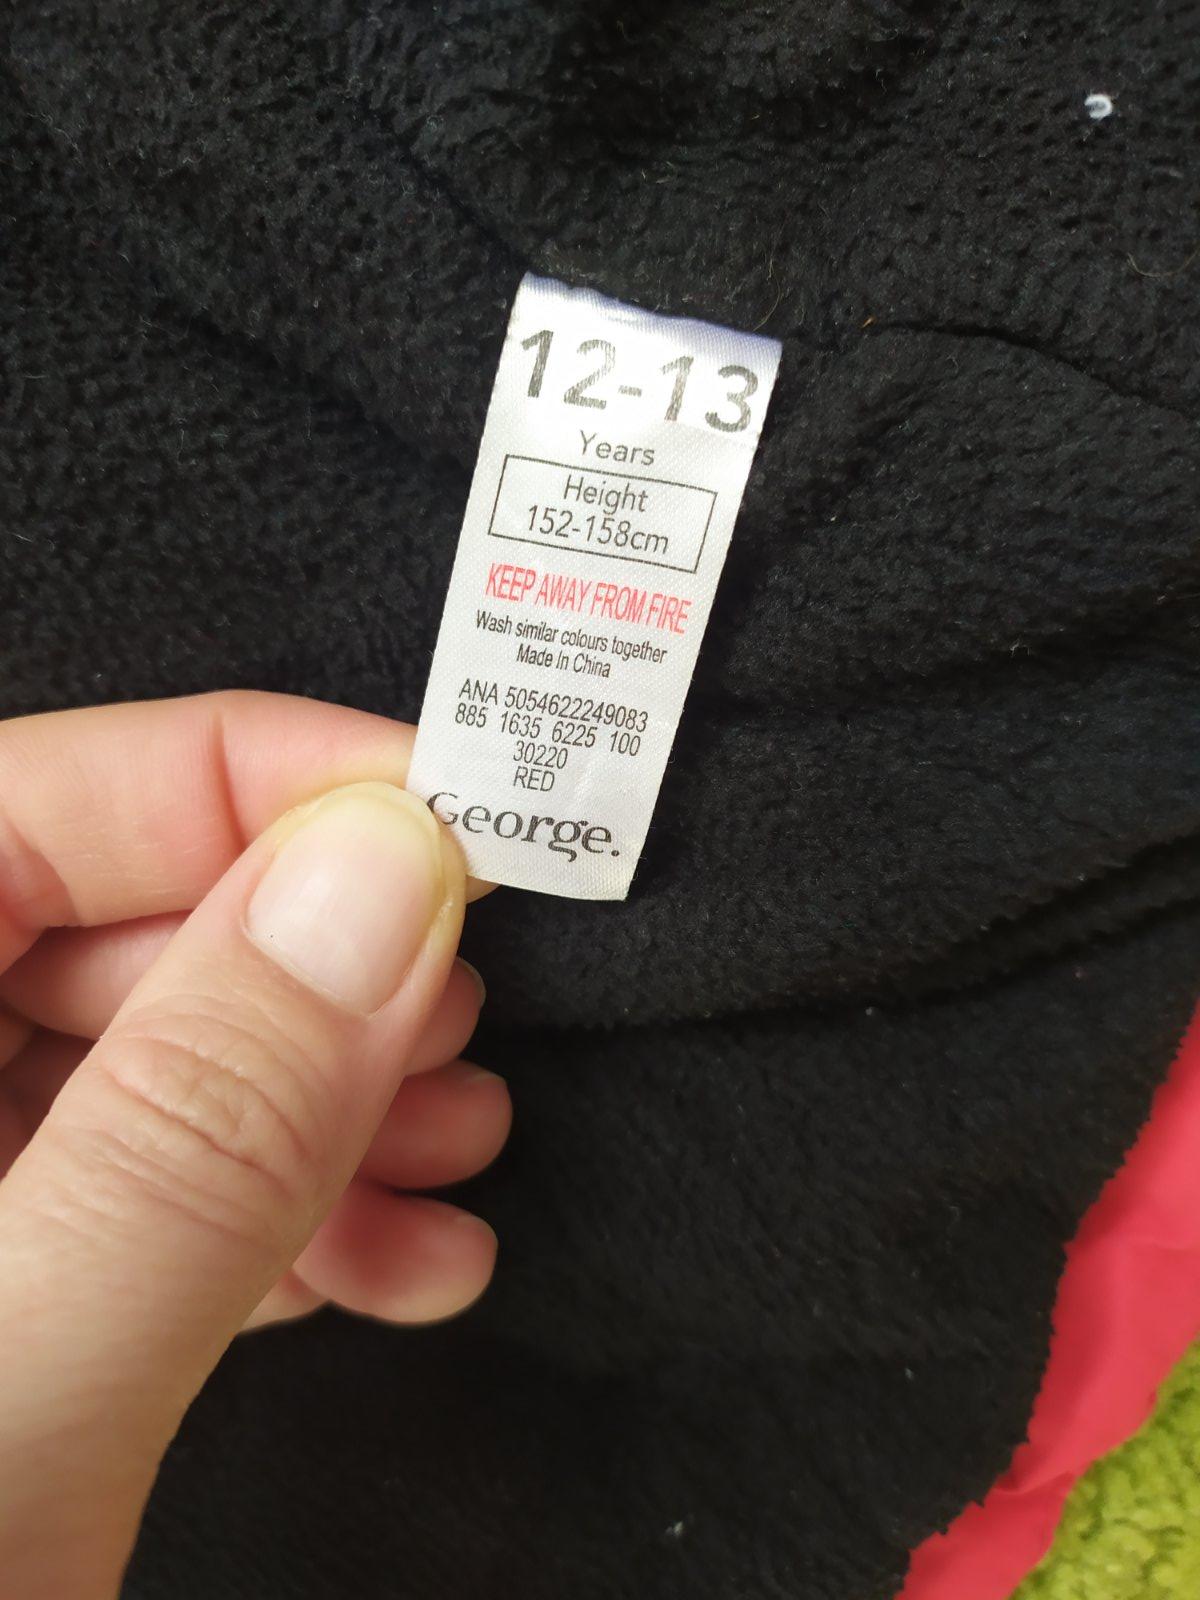 12-13
Years
Height
152-158cm
KEEP AWAY FROM FIRE
Wash similar colours together
Made In China
ANA 5054622249083
885 1635 6225 100
30220
RED
George.